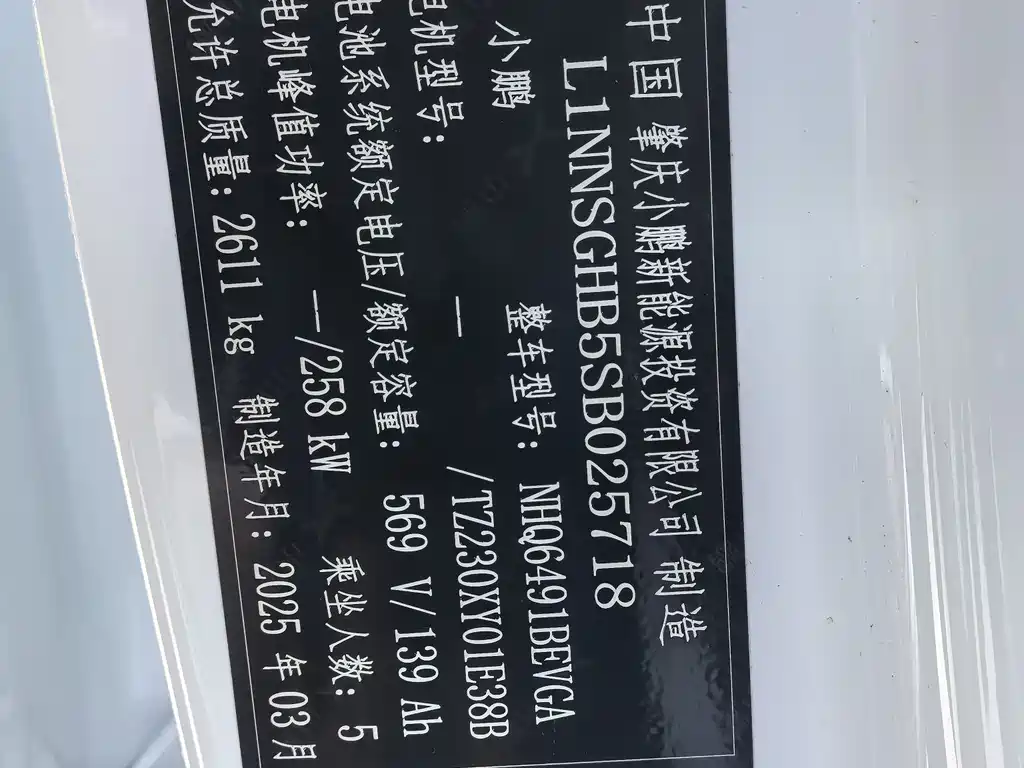 中国 肇庆小鹏新能源投资有限公司 制造
L1NNSGHB5SB025718
小鹏 整车型号: NHQ6491BEVGA
电机型号: —/TZ230XY01E38B
电池系统额定电压/额定容量: 569 V/139 Ah
电机峰值功率: —/258 kW 乘坐人数: 5
允许总质量: 2611 kg 制造年月: 2025 年 03 月